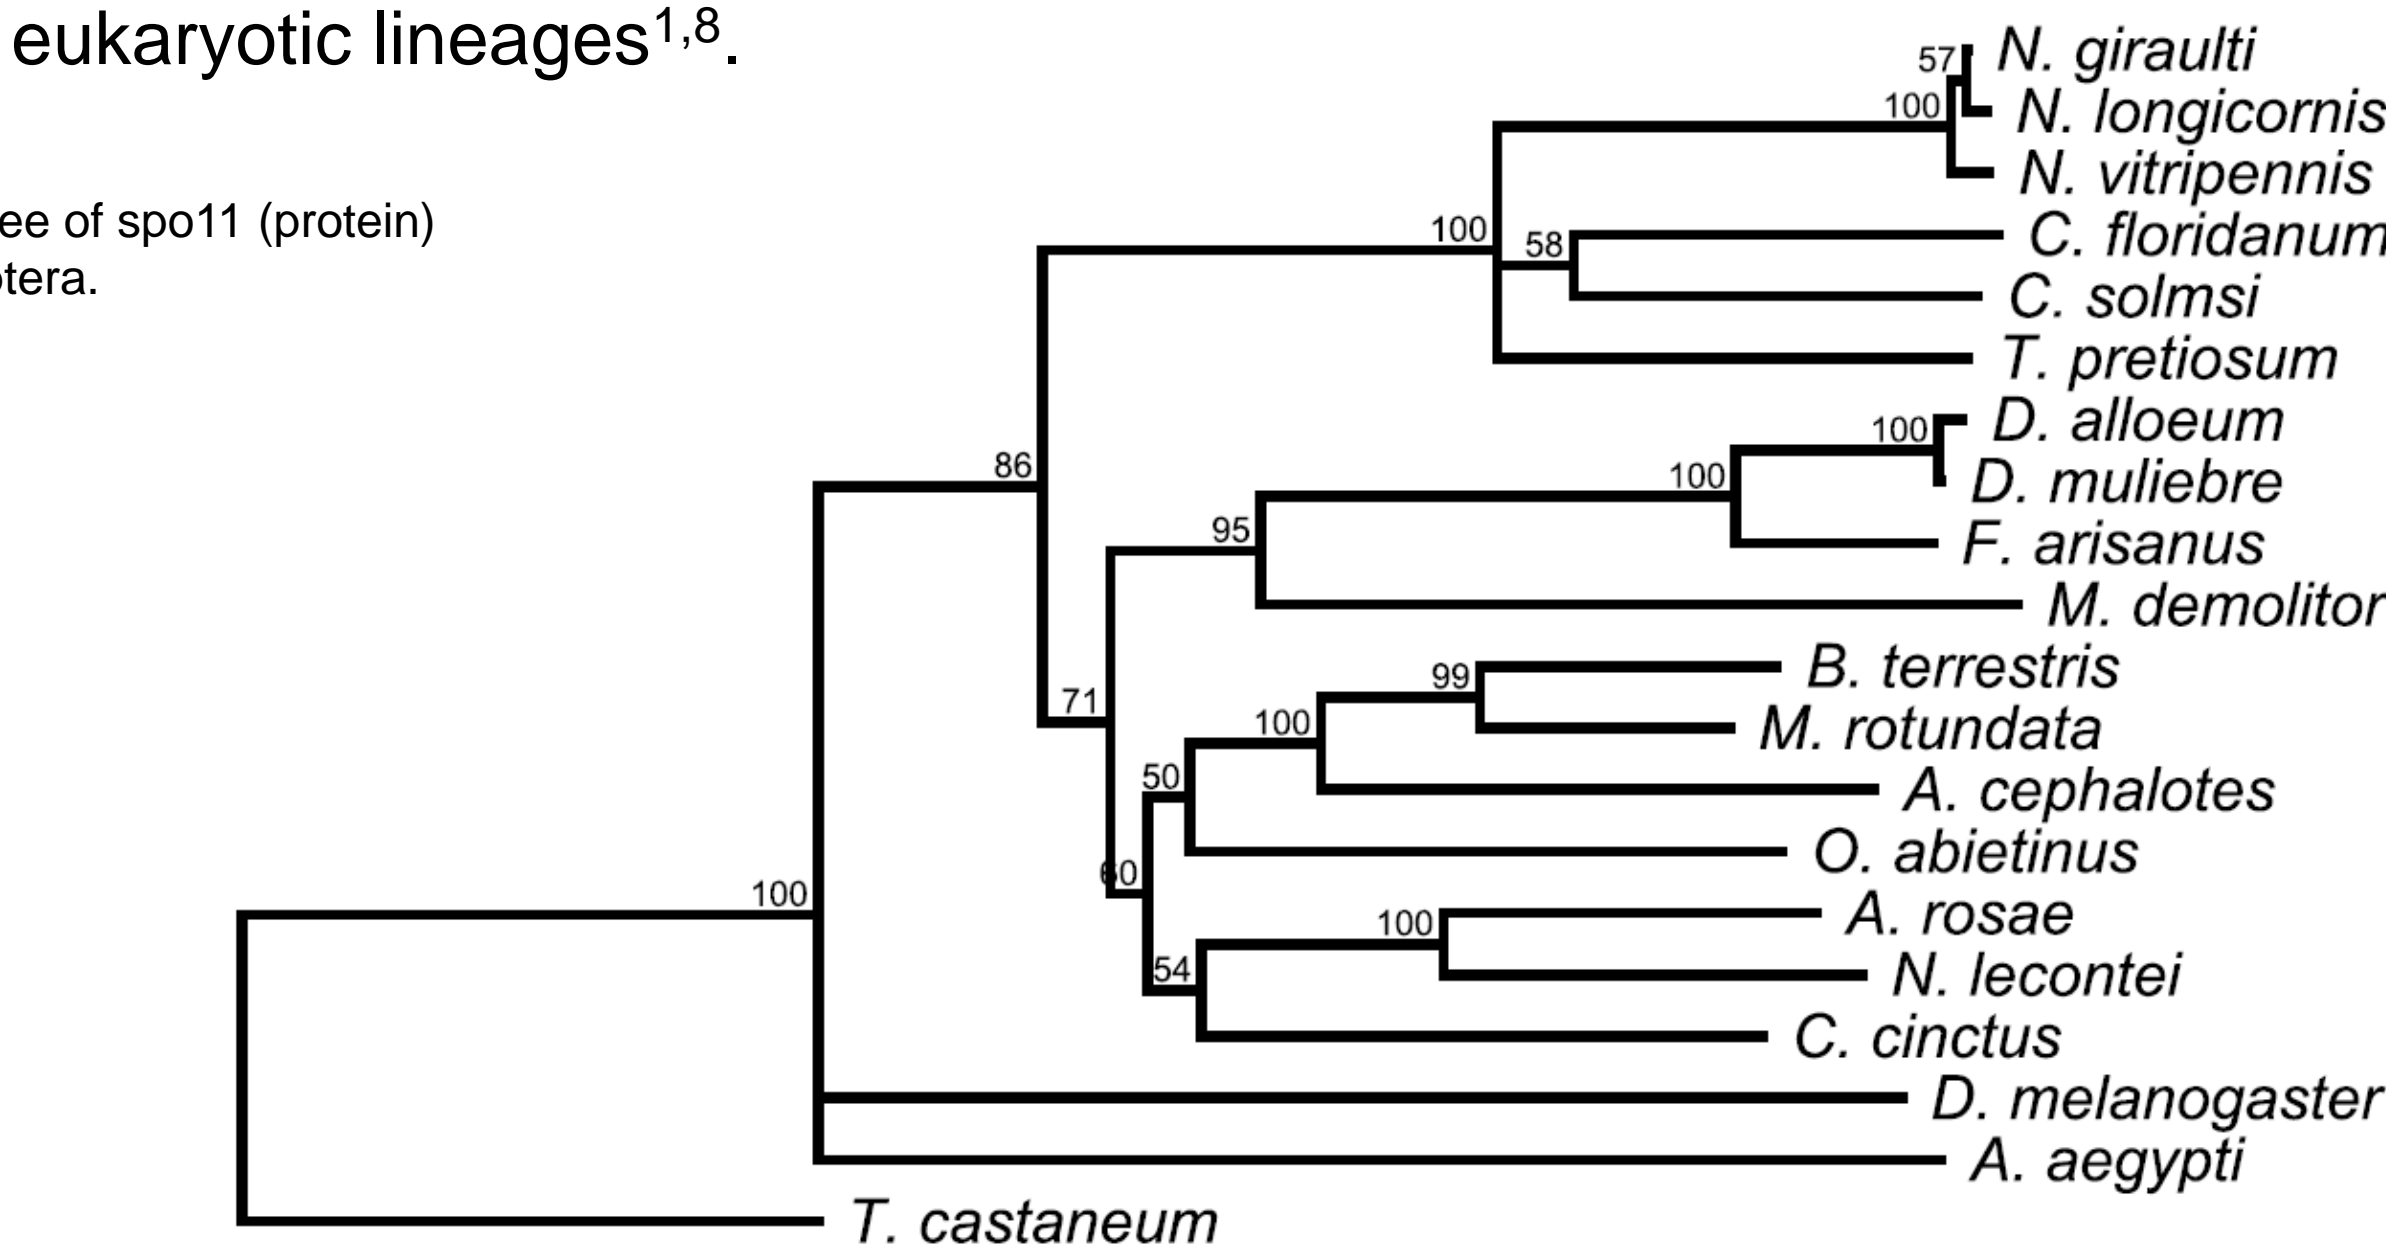 eukaryotic lineages1,8.
ee of spo11 (protein)
otera.
57 N. giraulti
100 N. longicornis
N. vitripennis
100 58 C. floridanum
C. solmsi
T. pretiosum
100 D. alloeum
86 100 D. muliebre
95 F. arisanus
M. demolitor
99 B. terrestris
71 100 M. rotundata
50 A. cephalotes
60 O. abietinus
100 100 A. rosae
54 N. lecontei
C. cinctus
D. melanogaster
A. aegypti
T. castaneum